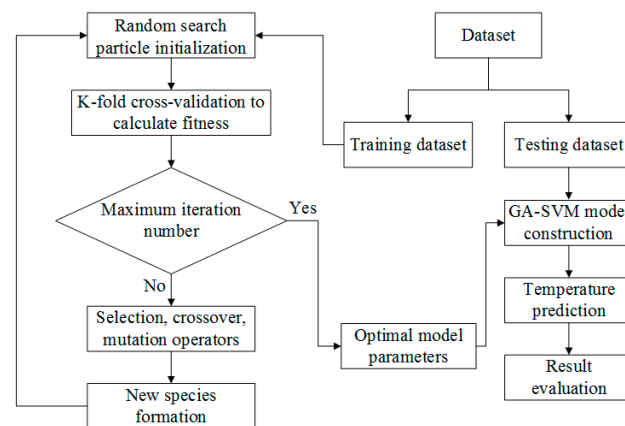 Random search
particle initialization
Dataset
K-fold cross-validation to
calculate fitness
Training dataset
Testing dataset
Maximum iteration
number
Yes
GA-SVM model
construction
No
Temperature
prediction
Selection, crossover,
mutation operators
Optimal model
parameters
Result
evaluation
New species
formation